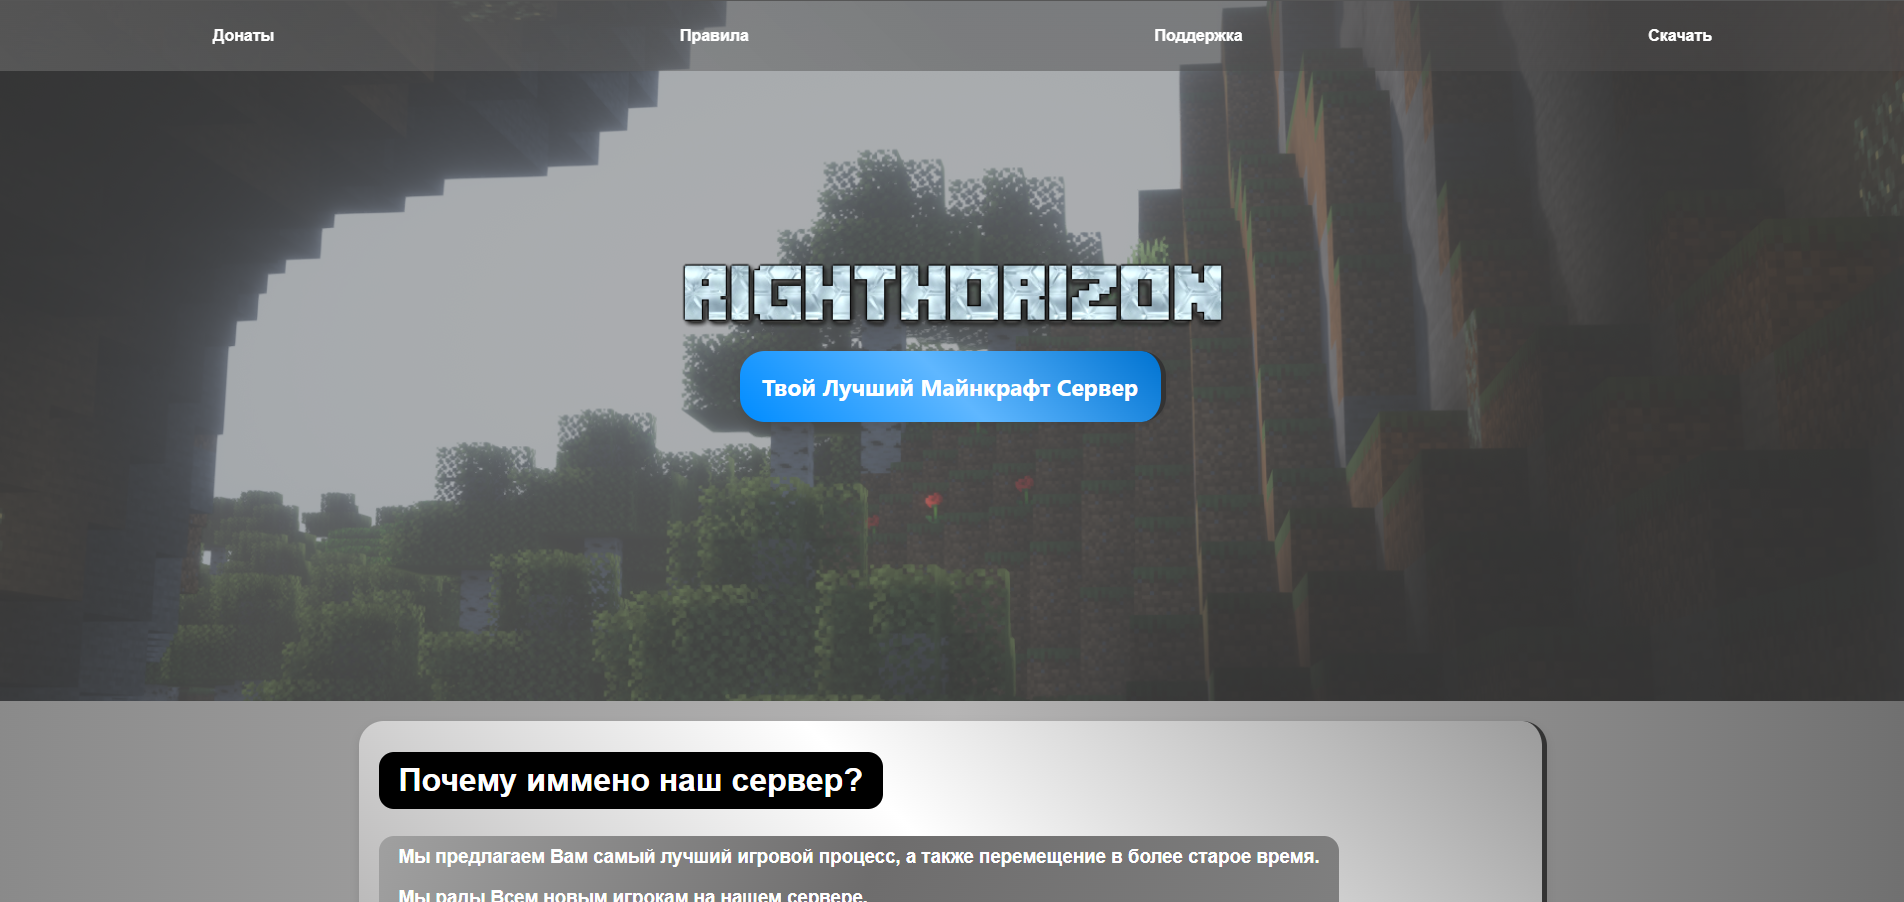 Донаты
Правила
Поддержка
Скачать
RIGHTHORIZON
Твой Лучший Майнкрафт Сервер
Почему иммено наш сервер?
Мы предлагаем Вам самый лучший игровой процесс, а также перемещение в более старое время.
Мы рады Всем новым игрокам на нашем сервере.